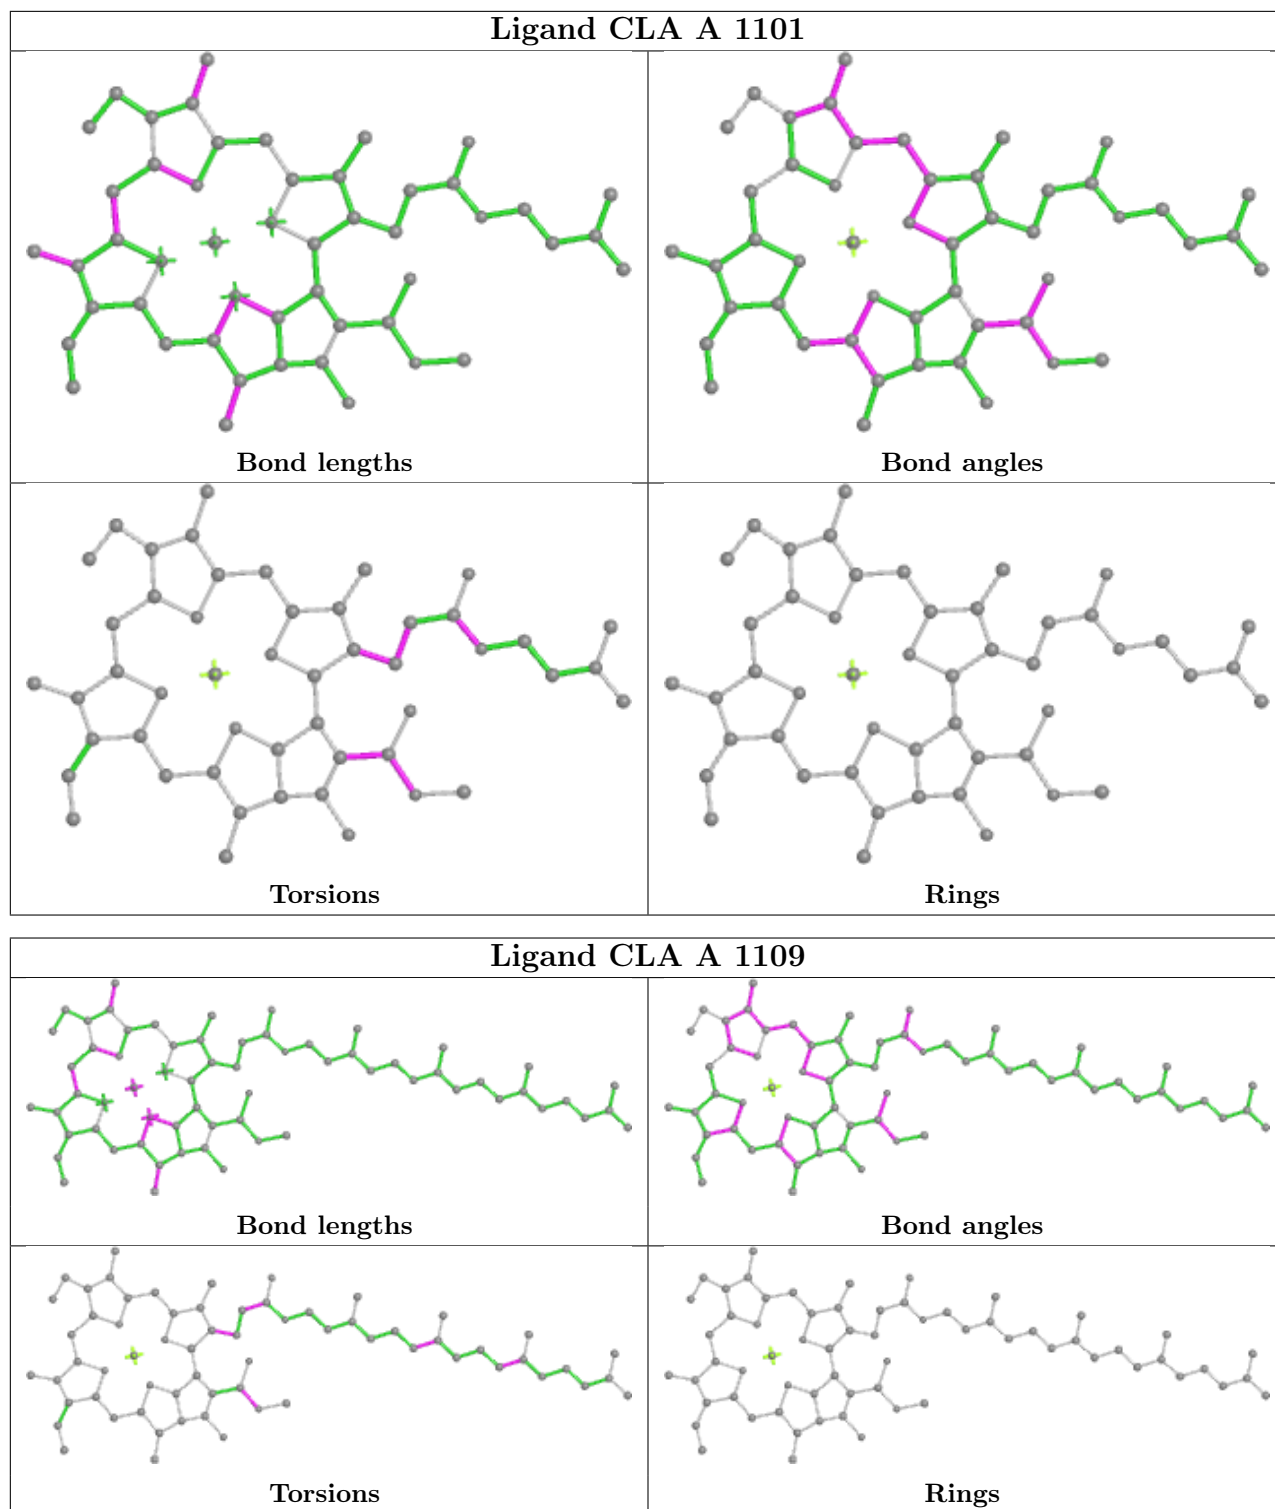 Ligand CLA A 1101
Bond lengths
Bond angles
Torsions
Rings
Ligand CLA A 1109
Bond lengths
Bond angles
Torsions
Rings